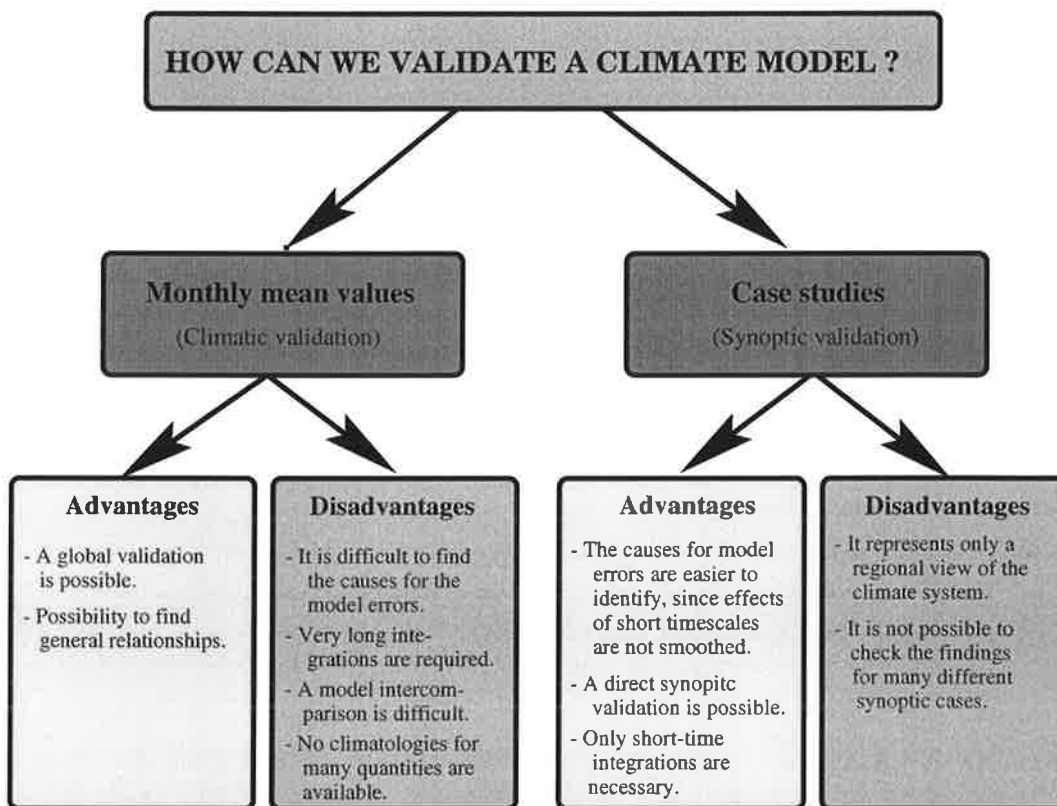 HOW CAN WE VALIDATE A CLIMATE MODEL ?
Monthly mean values
(Climatic validation)
Case studies
(Synoptic validation)
Advantages
- A global validation
is possible.
- Possibility to find
general relationships.
Disadvantages
- It is difficult to find
the causes for the
model errors.
- Very long inte-
grations are required.
- A model intercom-
parison is difficult.
- No climatologies for
many quantities are
available.
Advantages
- The causes for model
errors are easier to
identify, since effects
of short timescales
are not smoothed.
- A direct synopitc
validation is possible.
- Only short-time
integrations are
necessary.
Disadvantages
- It represents only a
regional view of the
climate system.
- It is not possible to
check the findings
for many different
synoptic cases.